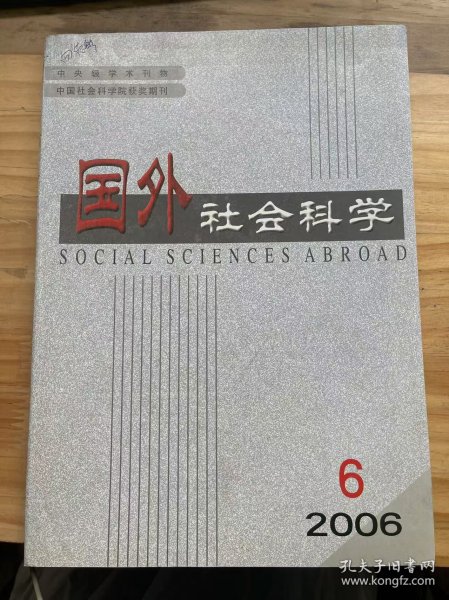 中央级学术刊物
中国社会科学院获奖期刊
国外 社会科学
SOCIAL SCIENCES ABROAD
6
2006
孔夫子旧书网
www.kongfz.com